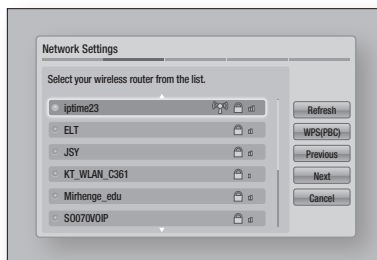 Network Settings
Select your wireless router from the list.
iptime23
Refresh
ELT
WPS(PBC)
JSY
Previous
KT_WLAN_C361
Next
Mirhenge_edu
Cancel
SO070VOIP